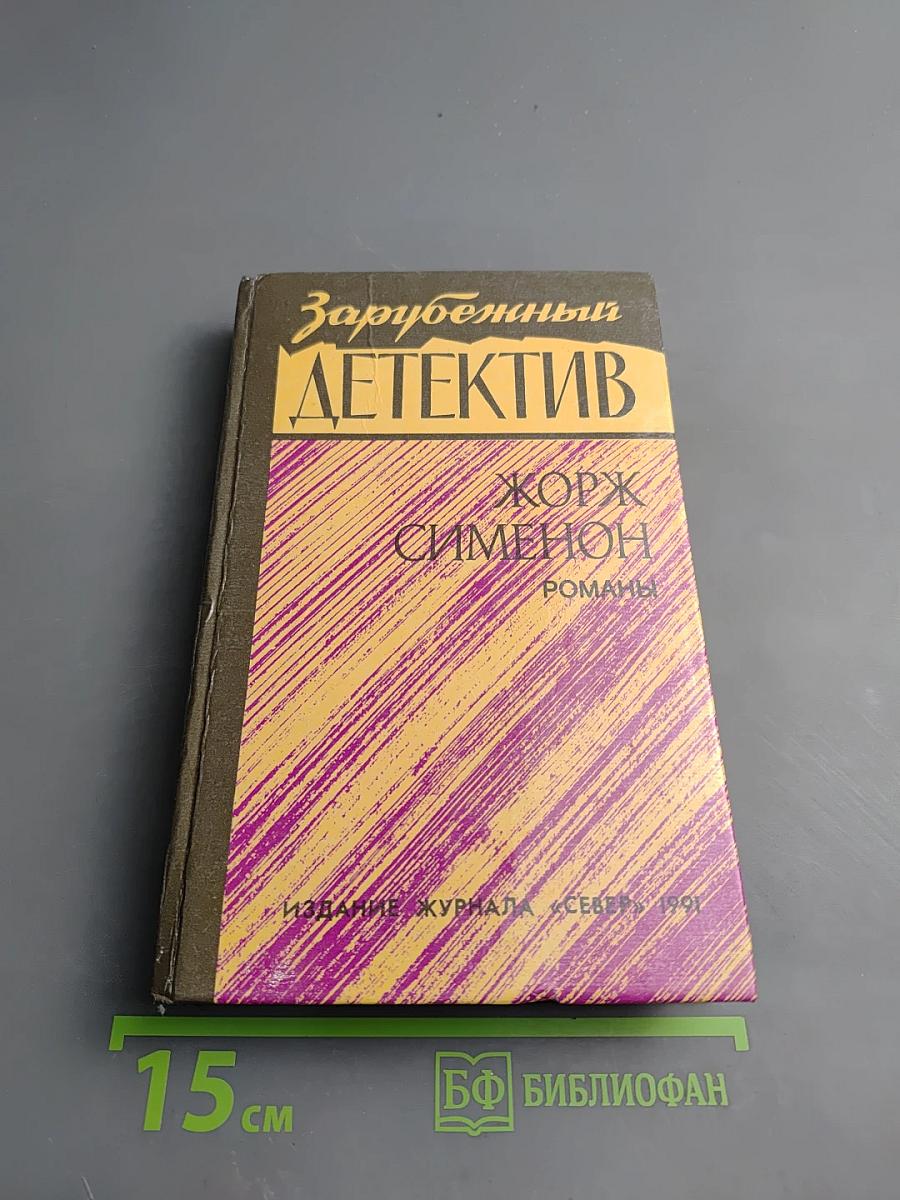 Зарубежный
ДЕТЕКТИВ
ЖОРЖ
СИМЕНОН
РОМАНЫ
ИЗДАНИЕ ЖУРНАЛА «СЕВЕР» 1991
15 см
БФ БИБЛИОФАН